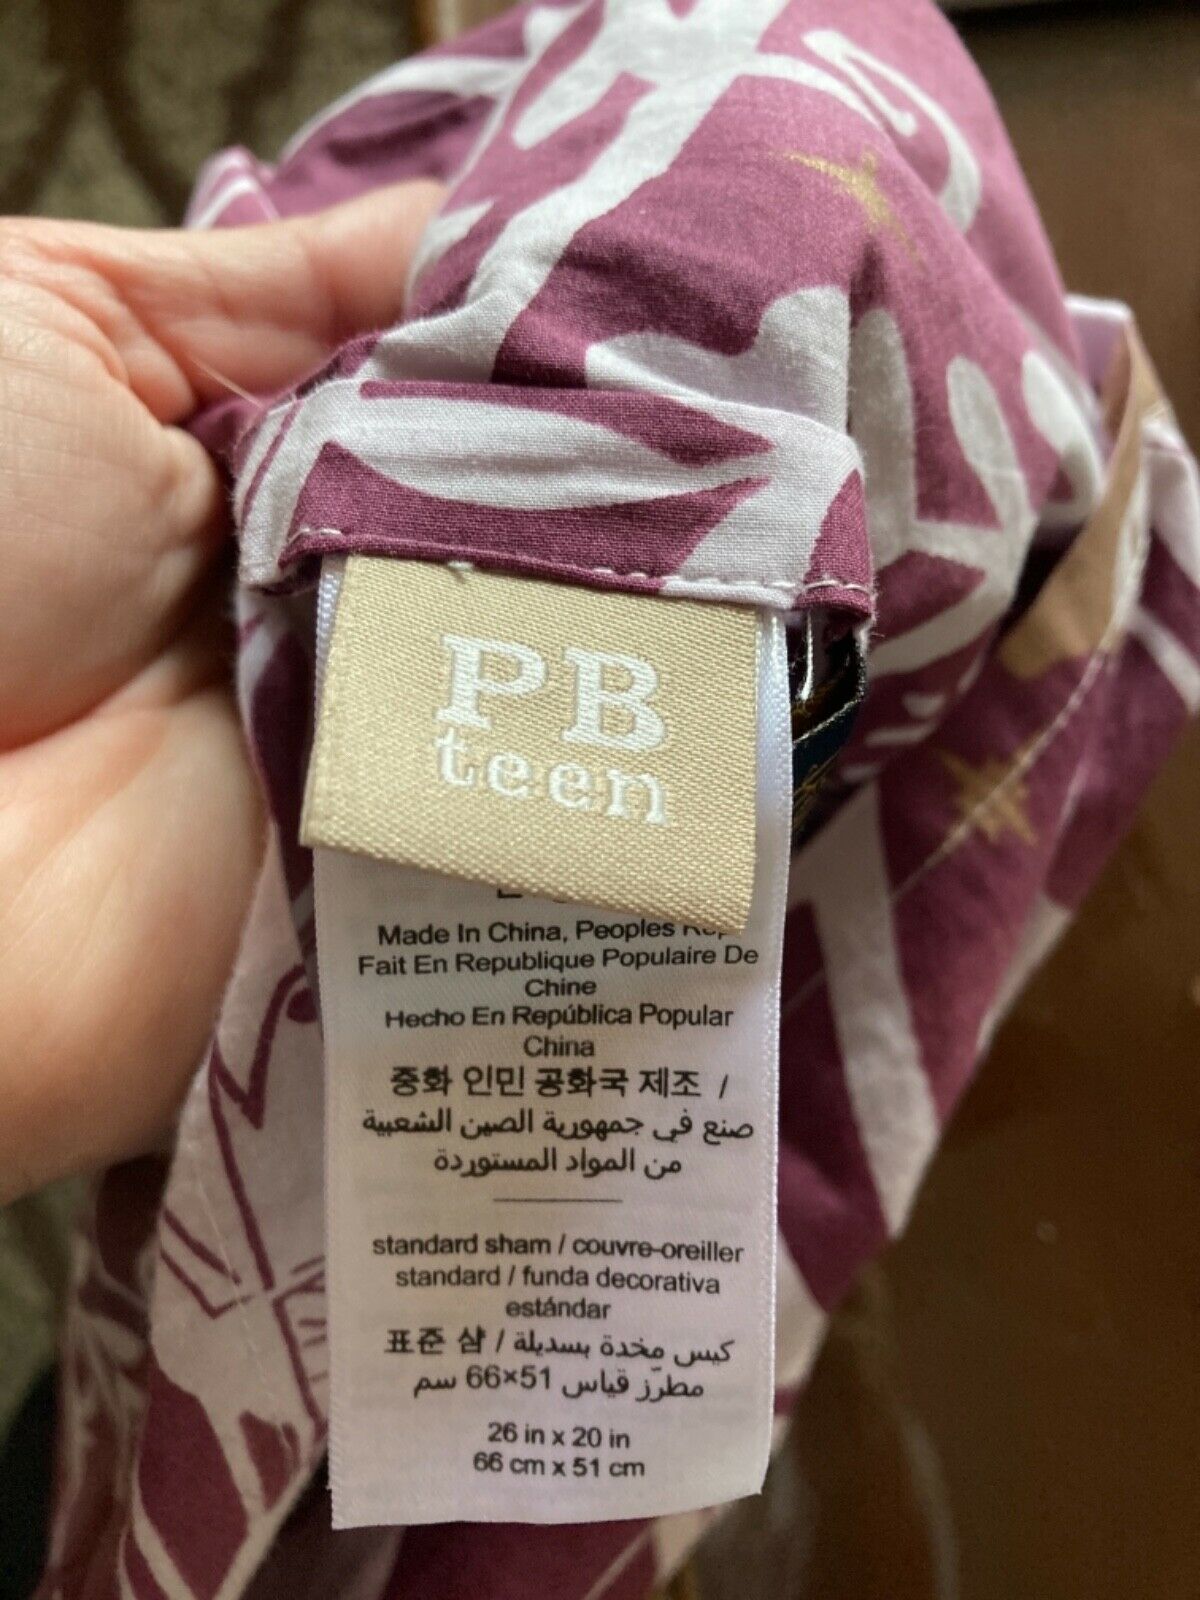 PB
teen
Made In China, Peoples
Fait En Republique Populaire De
Chine
Hecho En República Popular
China
중화 인민 공화국 제조 /
صنع في جمهورية الصين الشعبية
من المواد المستوردة
standard sham / couvre-oreiller
standard / funda decorativa
estándar
표준 샴 / كيس مخدة بسديلة
مطرّز قياس 51×66 سم
26 in x 20 in
66 cm x 51 cm